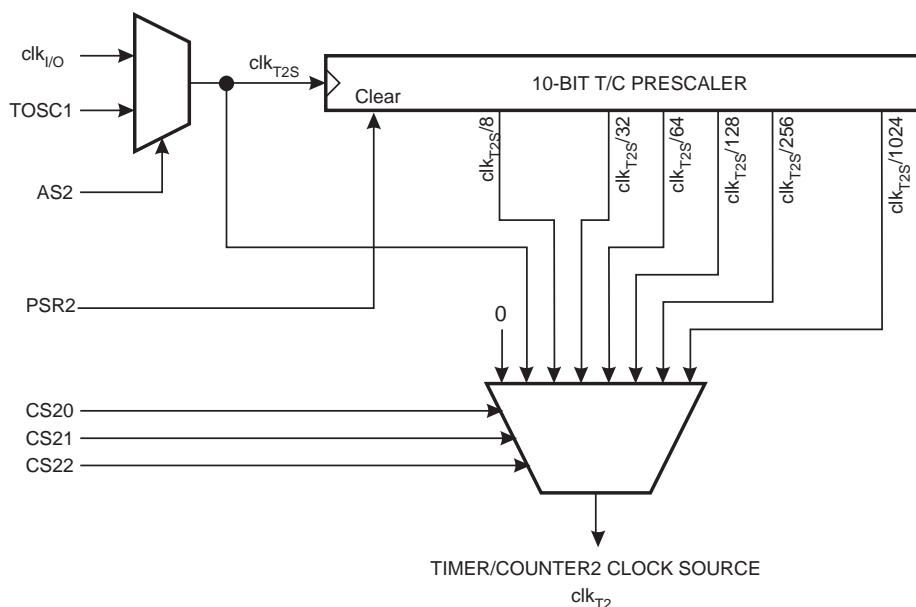 clkI/O
TOSC1
AS2
clkT2S
10-BIT T/C PRESCALER
Clear
clkT2S/8
clkT2S/32
clkT2S/64
clkT2S/128
clkT2S/256
clkT2S/1024
PSR2
0
CS20
CS21
CS22
TIMER/COUNTER2 CLOCK SOURCE
clkT2